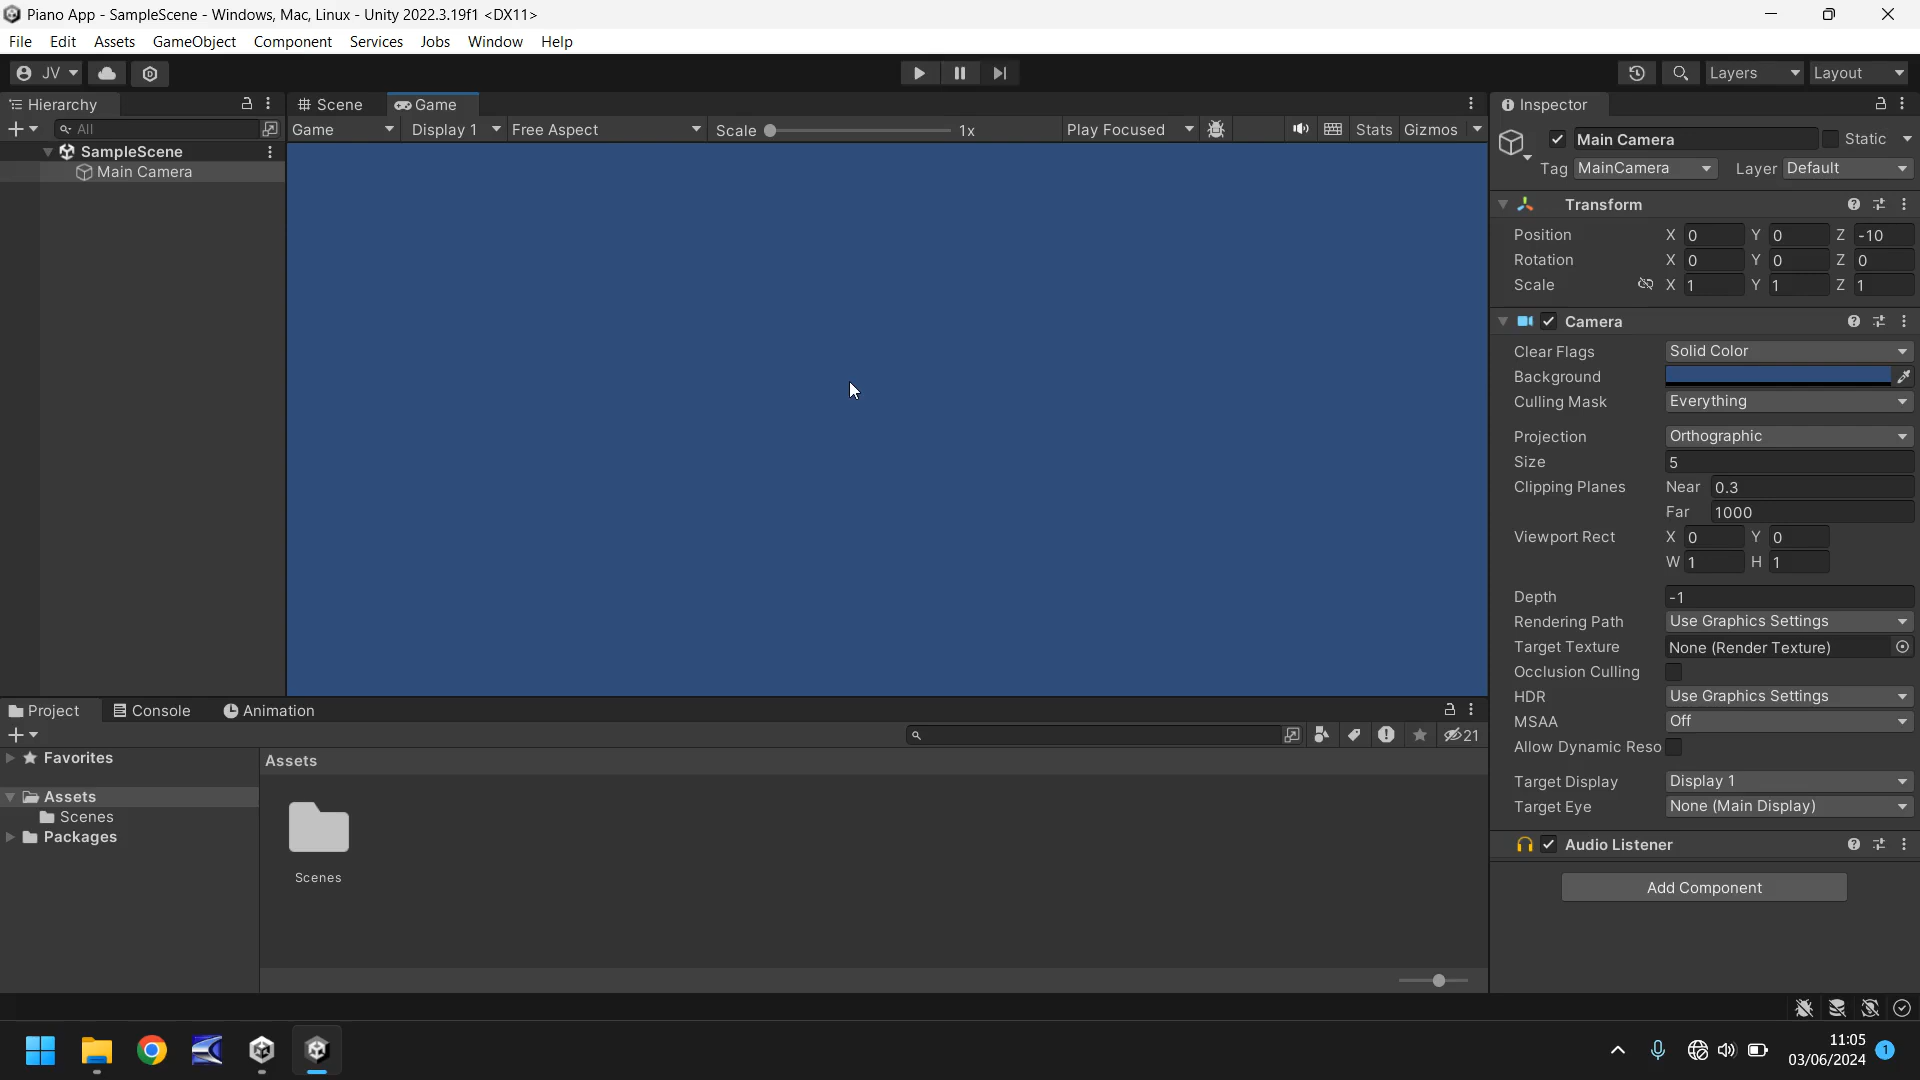 Piano App - SampleScene - Windows, Mac, Linux - Unity 2022.3.19f1 <DX11>
File Edit Assets GameObject Component Services Jobs Window Help
JV Layers Layout
Hierarchy Scene Game Inspector
All Game Display 1 Free Aspect Scale 1x Play Focused Stats Gizmos
SampleScene
Main Camera
Main Camera Static
Tag MainCamera Layer Default
Transform
Position X 0 Y 0 Z -10
Rotation X 0 Y 0 Z 0
Scale X 1 Y 1 Z 1
Camera
Clear Flags Solid Color
Background
Culling Mask Everything
Projection Orthographic
Size 5
Clipping Planes Near 0.3
Far 1000
Viewport Rect X 0 Y 0
W 1 H 1
Depth -1
Rendering Path Use Graphics Settings
Target Texture None (Render Texture)
Occlusion Culling
HDR Use Graphics Settings
MSAA Off
Allow Dynamic Reso
Target Display Display 1
Target Eye None (Main Display)
Audio Listener
Add Component
Project Console Animation
21
Favorites
Assets
Scenes
Packages
Assets
Scenes
11:05
03/06/2024 1